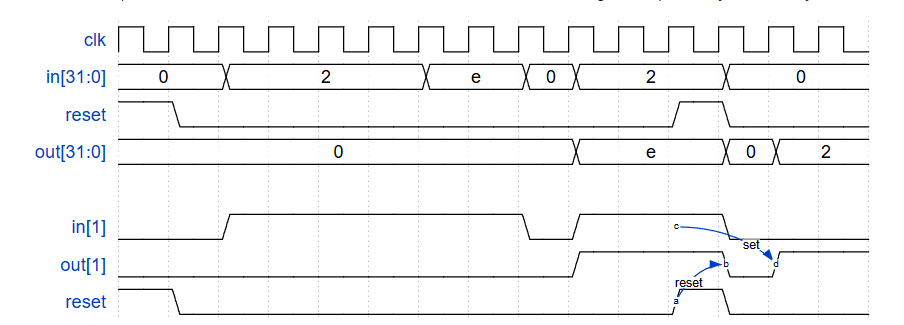 clk
in[31:0] 0 2 e 0 2 0
reset
out[31:0] 0 e 0 2
in[1] c
set
out[1] b d
reset
reset a